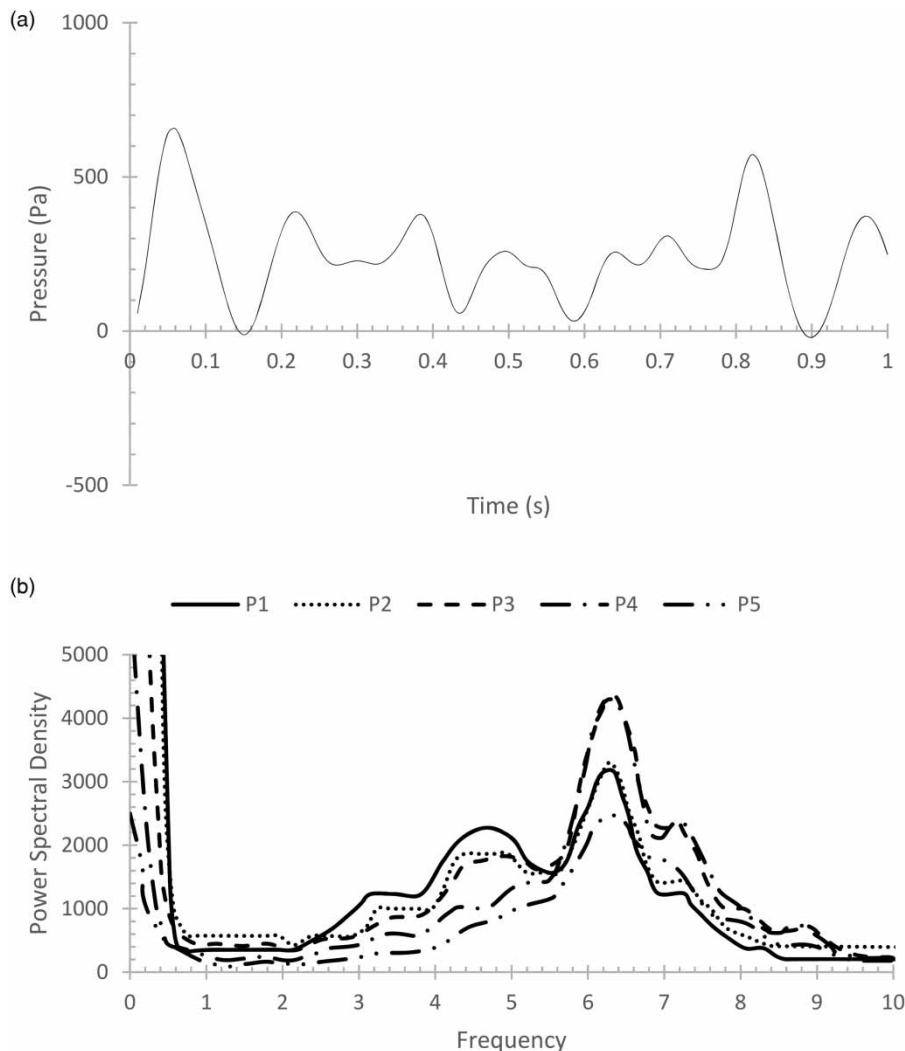 (a)
1000
500
0
-500
Pressure (Pa)
0 0.1 0.2 0.3 0.4 0.5 0.6 0.7 0.8 0.9 1
Time (s)
(b)
P1 P2 P3 P4 P5
5000
4000
3000
2000
1000
0
Power Spectral Density
0 1 2 3 4 5 6 7 8 9 10
Frequency